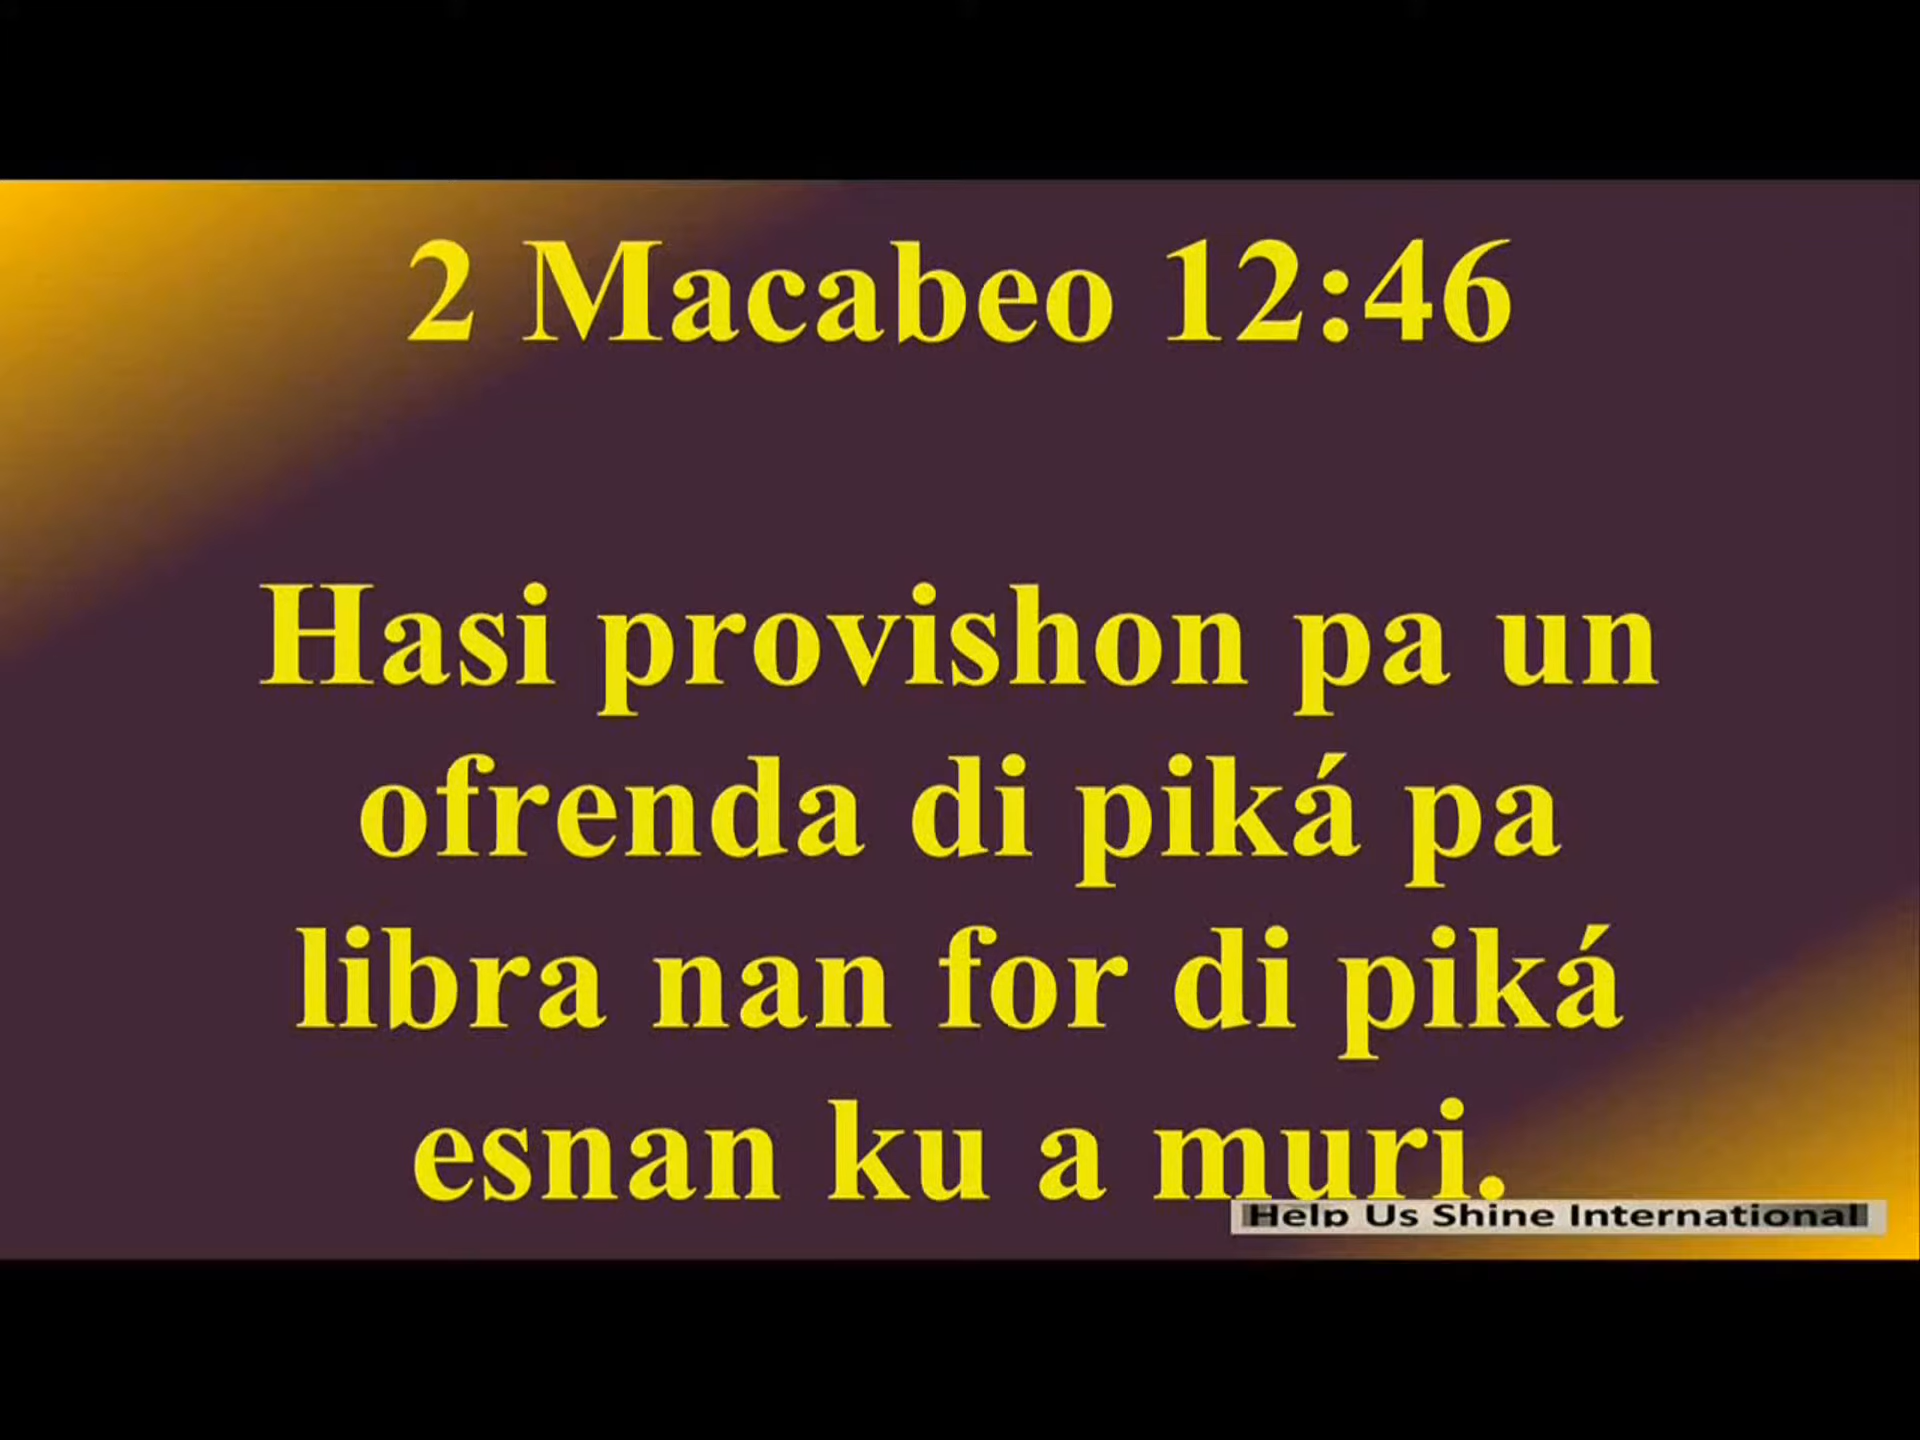 2 Macabeo 12:46
Hasi provishon pa un
ofrenda di piká pa
libra nan for di piká
esnan ku a muri.
Help Us Shine International